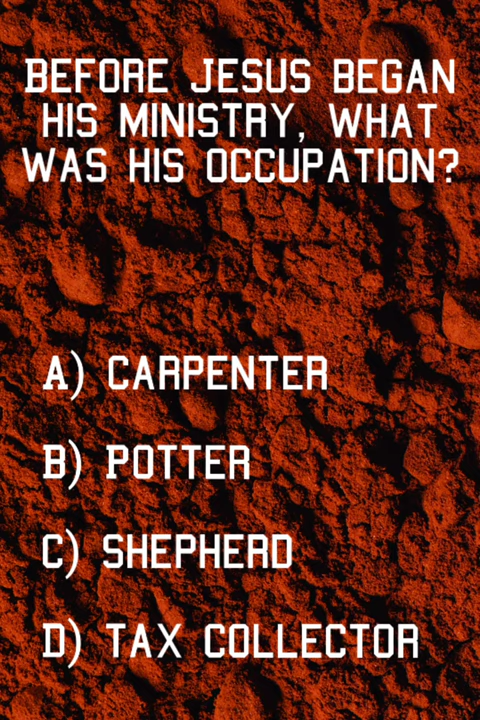 BEFORE JESUS BEGAN
HIS MINISTRY, WHAT
WAS HIS OCCUPATION?
A) CARPENTER
B) POTTER
C) SHEPHERD
D) TAX COLLECTOR